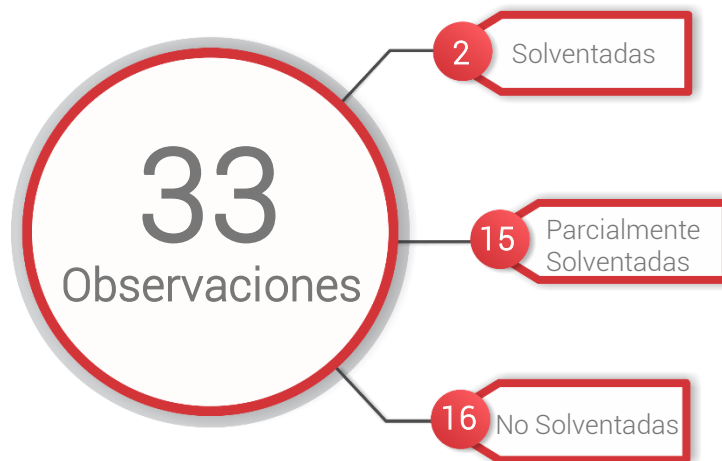 33
Observaciones
2
Solventadas
15
Parcialmente
Solventadas
16
No Solventadas